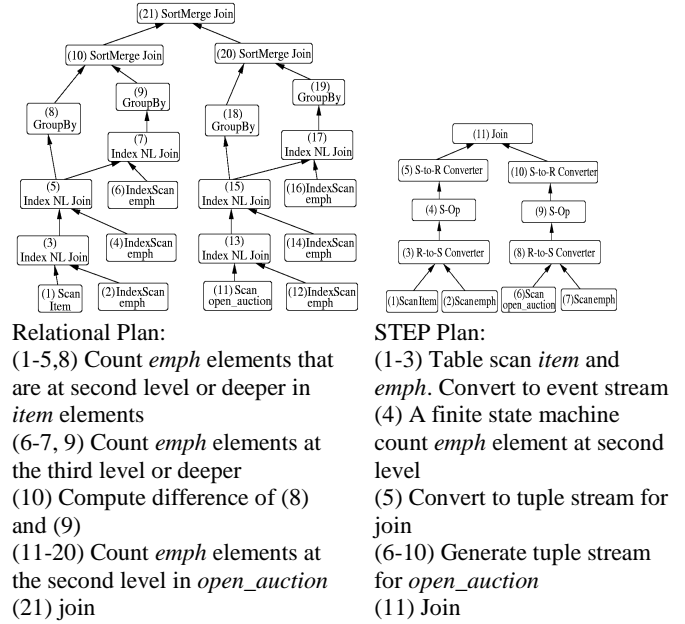 (21) SortMerge Join
(10) SortMerge Join
(20) SortMerge Join
(9)
GroupBy
(19)
GroupBy
(8)
GroupBy
(18)
GroupBy
(7)
Index NL Join
(17)
Index NL Join
(5)
Index NL Join
(6)IndexScan
emph
(15)
Index NL Join
(16)IndexScan
emph
(3)
Index NL Join
(4)IndexScan
emph
(13)
Index NL Join
(14)IndexScan
emph
(1) Scan
Item
(2)IndexScan
emph
(11) Scan
open_auction
(12)IndexScan
emph
(11) Join
(5) S-to-R Converter
(10) S-to-R Converter
(4) S-Op
(9) S-Op
(3) R-to-S Converter
(8) R-to-S Converter
(1)ScanItem
(2)Scanemph
(6)Scan
open_auction
(7)Scanemph
Relational Plan:
(1-5,8) Count emph elements that
are at second level or deeper in
item elements
(6-7, 9) Count emph elements at
the third level or deeper
(10) Compute difference of (8)
and (9)
(11-20) Count emph elements at
the second level in open_auction
(21) join
STEP Plan:
(1-3) Table scan item and
emph. Convert to event stream
(4) A finite state machine
count emph element at second
level
(5) Convert to tuple stream for
join
(6-10) Generate tuple stream
for open_auction
(11) Join